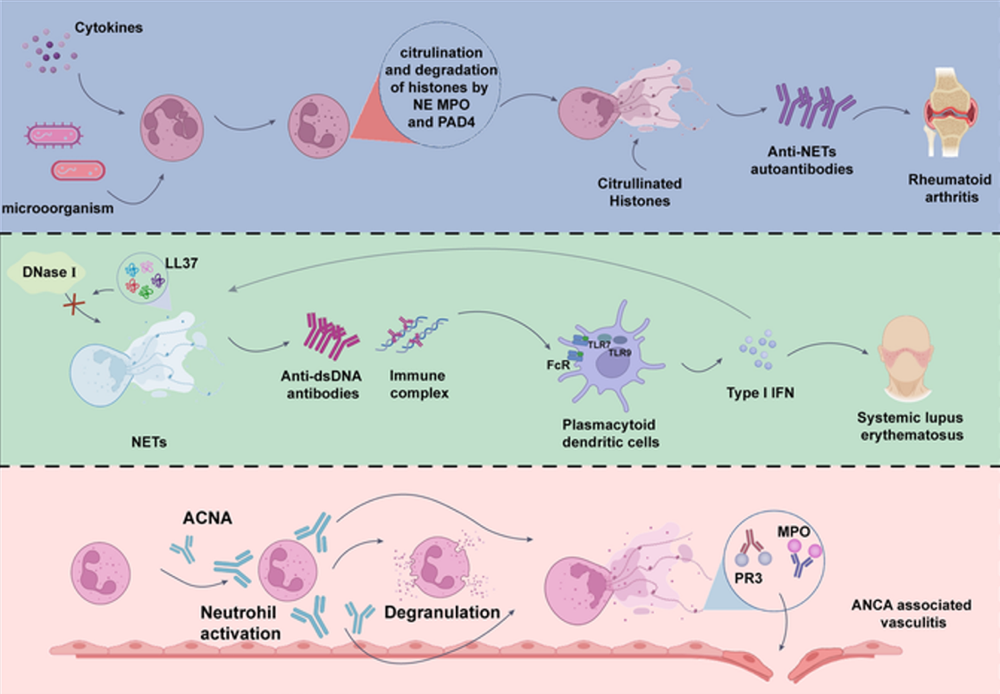 Cytokines
microoorganism
citrulination
and degradation
of histones by
NE MPO
and PAD4
Citrullinated
Histones
Anti-NETs
autoantibodies
Rheumatoid
arthritis
DNase I
LL37
NETs
Anti-dsDNA
antibodies
Immune
complex
FcR
TLR7
TLR9
Plasmacytoid
dendritic cells
Type I IFN
Systemic lupus
erythematosus
ACNA
Neutrohil
activation
Degranulation
PR3
MPO
ANCA associated
vasculitis